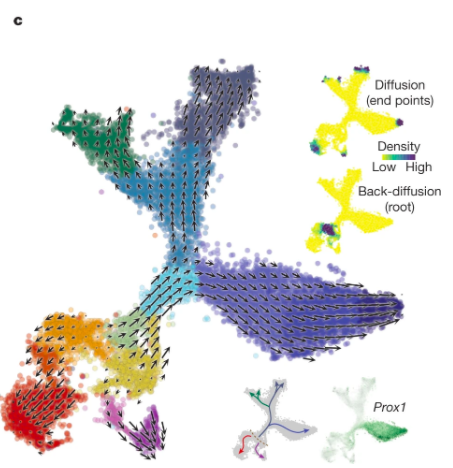 c
Diffusion
(end points)
Density
Low High
Back-diffusion
(root)
Prox1